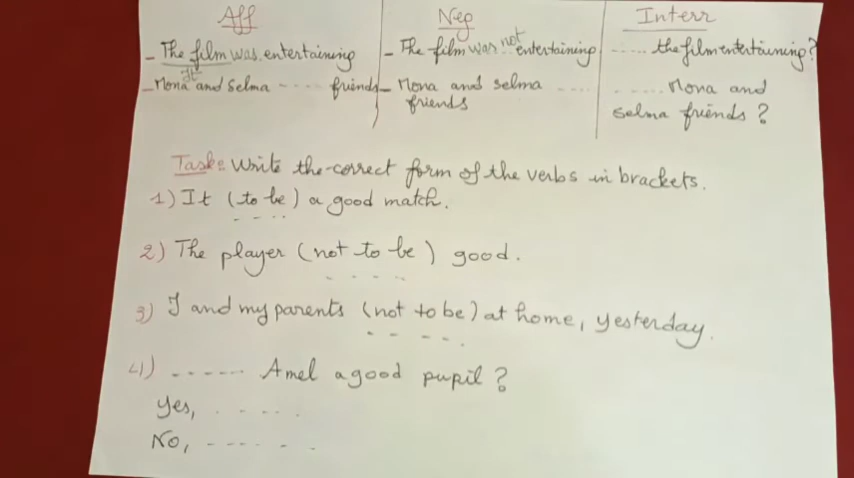 Aff
- The film was entertaining
It
- Mona and Selma ---- friends
Neg
- The film was not entertaining
- Mona and selma ....
friends
Interr
..... the film entertaining?
...... Mona and
Selma friends?
Task: Write the correct form of the verbs in brackets.
1) It (to be) a good match.
- - - -
2) The player (not to be) good.
- - - -
3) I and my parents (not to be) at home, yesterday.
- - - - -
4) ------ Amel a good pupil?
Yes, - - - - -
No, - - - - - -